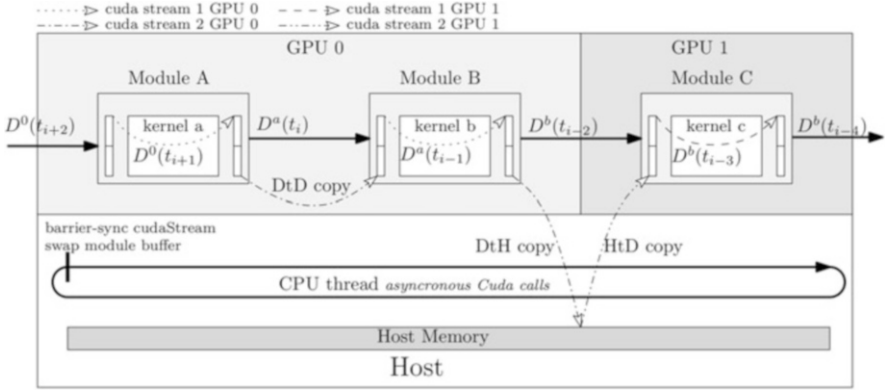 cuda stream 1 GPU 0 cuda stream 1 GPU 1
cuda stream 2 GPU 0 cuda stream 2 GPU 1
GPU 0 GPU 1
Module A Module B Module C
D⁰(tᵢ₊₂) kernel a Dᵃ(tᵢ) kernel b Dᵇ(tᵢ₋₂) kernel c Dᵇ(tᵢ₋₄)
D⁰(tᵢ₊₁) Dᵃ(tᵢ₋₁) Dᵇ(tᵢ₋₃)
DtD copy
barrier-sync cudaStream
swap module buffer
DtH copy HtD copy
CPU thread asyncronous Cuda calls
Host Memory
Host